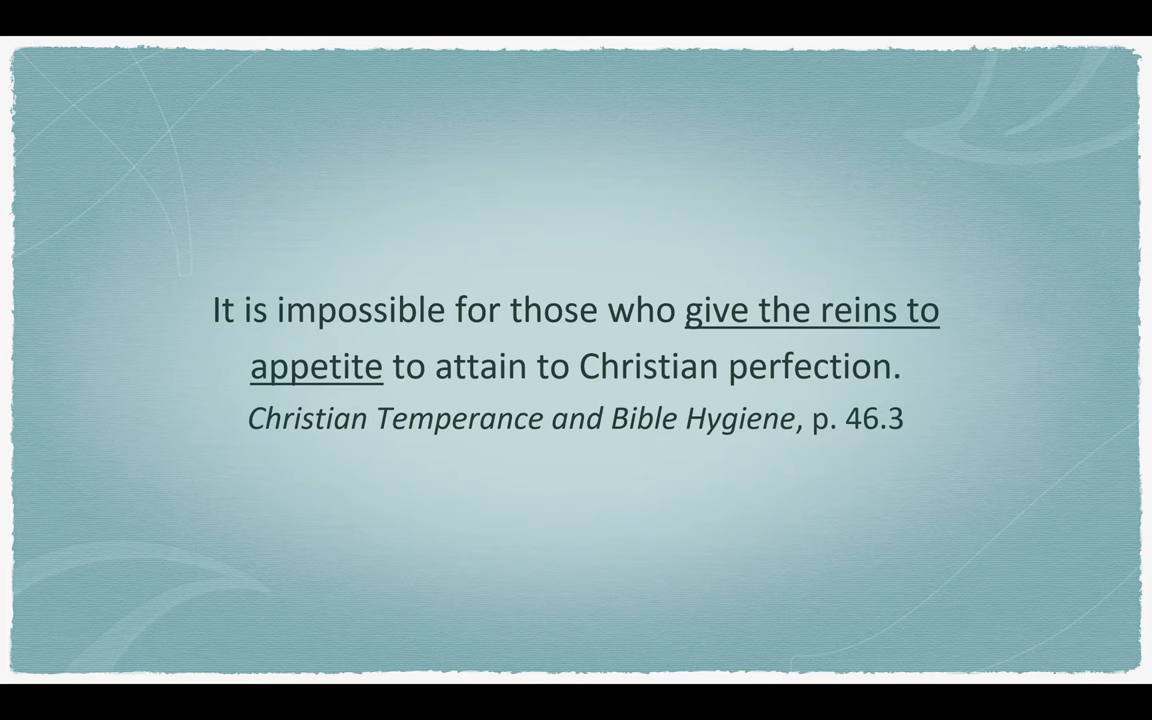 It is impossible for those who give the reins to
appetite to attain to Christian perfection.
Christian Temperance and Bible Hygiene, p. 46.3